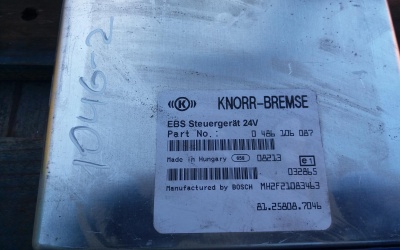 KNORR-BREMSE
EBS Steuergerät 24V
Part No.: 0 486 106 087
Made in Hungary 08213 e1
032865
Manufactured by BOSCH MH2F21083463
81.25808.7046